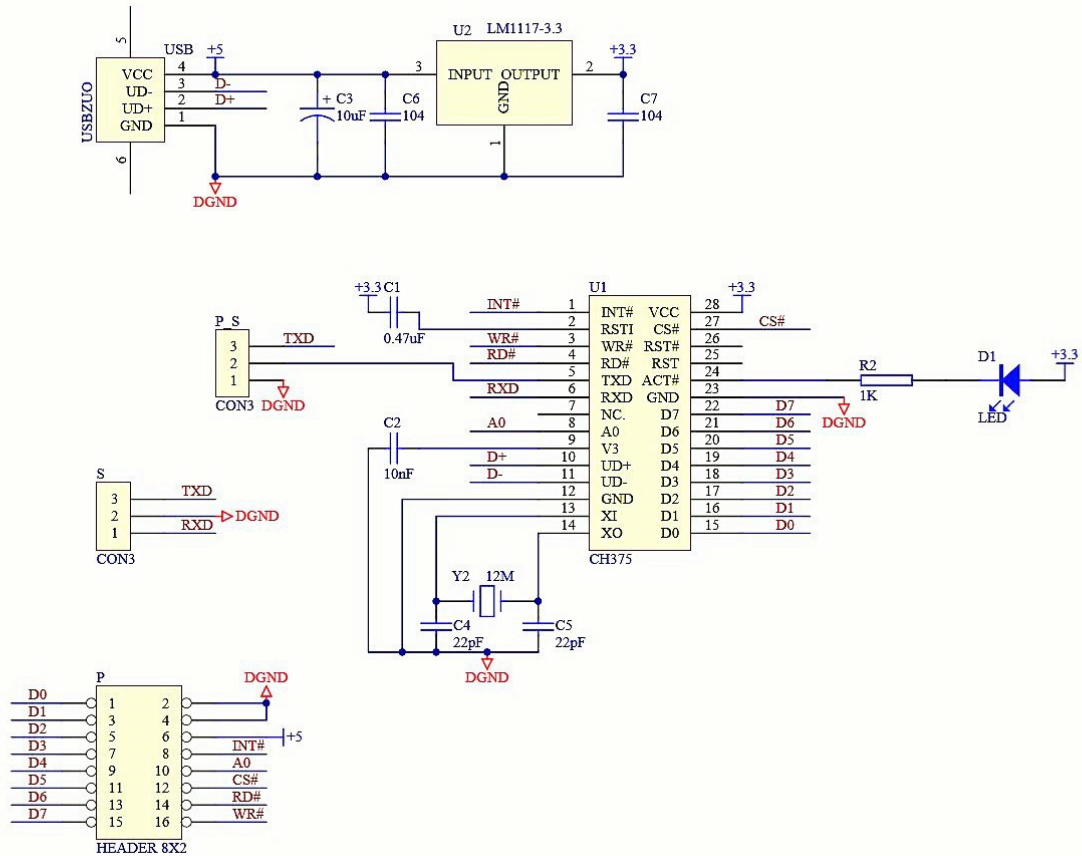 U2 LM1117-3.3
5 USB +5 +3.3
VCC 4 3 INPUT OUTPUT 2
UD- 3 D-
UD+ 2 D+
GND 1
USBZUO
6
+ C3 10uF
C6 104
GND 1
C7 104
DGND
+3.3 C1 0.47uF
U1
+3.3
INT# 1 INT# VCC 28
2 RSTI CS# 27 CS#
WR# 3 WR# RST# 26
RD# 4 RD# RST 25
5 TXD ACT# 24
RXD 6 RXD GND 23
7 NC. D7 22 D7
A0 8 A0 D6 21 D6
9 V3 D5 20 D5
D+ 10 UD+ D4 19 D4
D- 11 UD- D3 18 D3
12 GND D2 17 D2
13 XI D1 16 D1
14 XO D0 15 D0
CH375
P_S
3 TXD
2
1
CON3 DGND
R2
1K
D1
LED
+3.3
DGND
C2
10nF
S
3 TXD
2 DGND
1 RXD
CON3
Y2 12M
C4 22pF
C5 22pF
DGND
P
DGND
D0 1 2
D1 3 4
D2 5 6 +5
D3 7 8 INT#
D4 9 10 A0
D5 11 12 CS#
D6 13 14 RD#
D7 15 16 WR#
HEADER 8X2